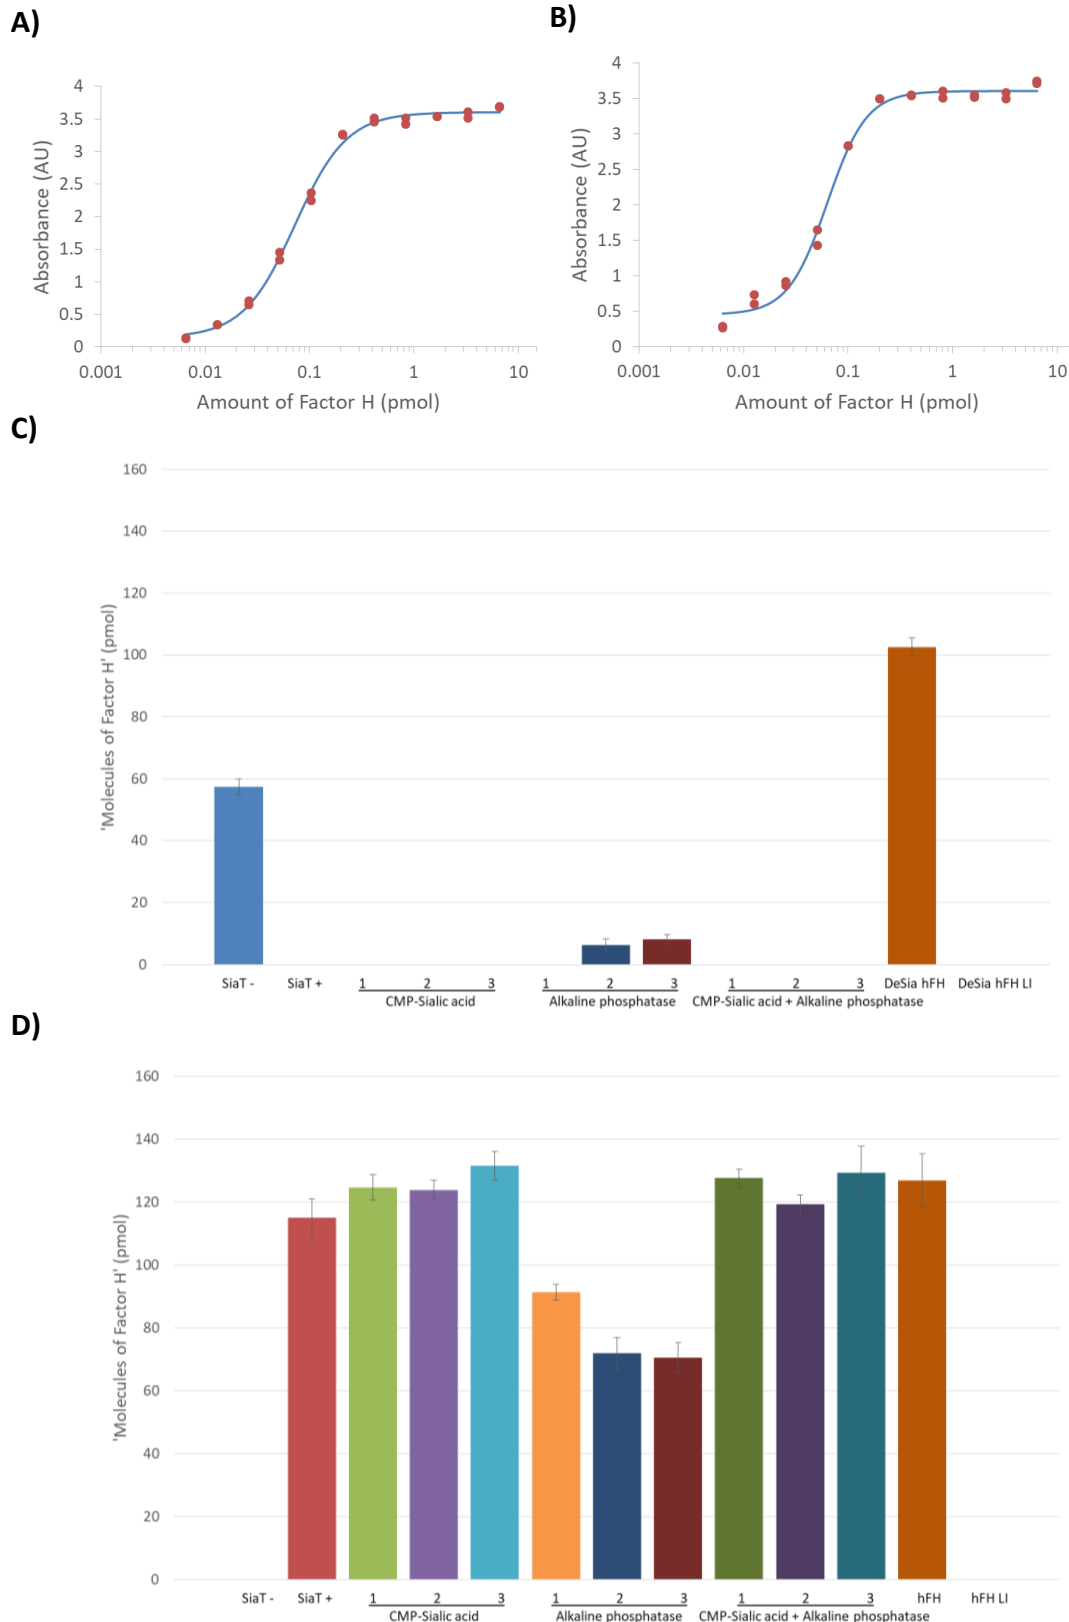 A)
B)
4
3.5
3
2.5
2
1.5
1
0.5
0
Absorbance (AU)
0.001 0.01 0.1 1 10
Amount of Factor H (pmol)
4
3.5
3
2.5
2
1.5
1
0.5
0
Absorbance (AU)
0.001 0.01 0.1 1 10
Amount of Factor H (pmol)
C)
160
140
120
100
80
60
40
20
0
'Molecules of Factor H' (pmol)
SiaT - SiaT + 1 2 3 1 2 3 1 2 3 DeSia hFH DeSia hFH LI
CMP-Sialic acid Alkaline phosphatase CMP-Sialic acid + Alkaline phosphatase
D)
160
140
120
100
80
60
40
20
0
'Molecules of Factor H' (pmol)
SiaT - SiaT + 1 2 3 1 2 3 1 2 3 hFH hFH LI
CMP-Sialic acid Alkaline phosphatase CMP-Sialic acid + Alkaline phosphatase